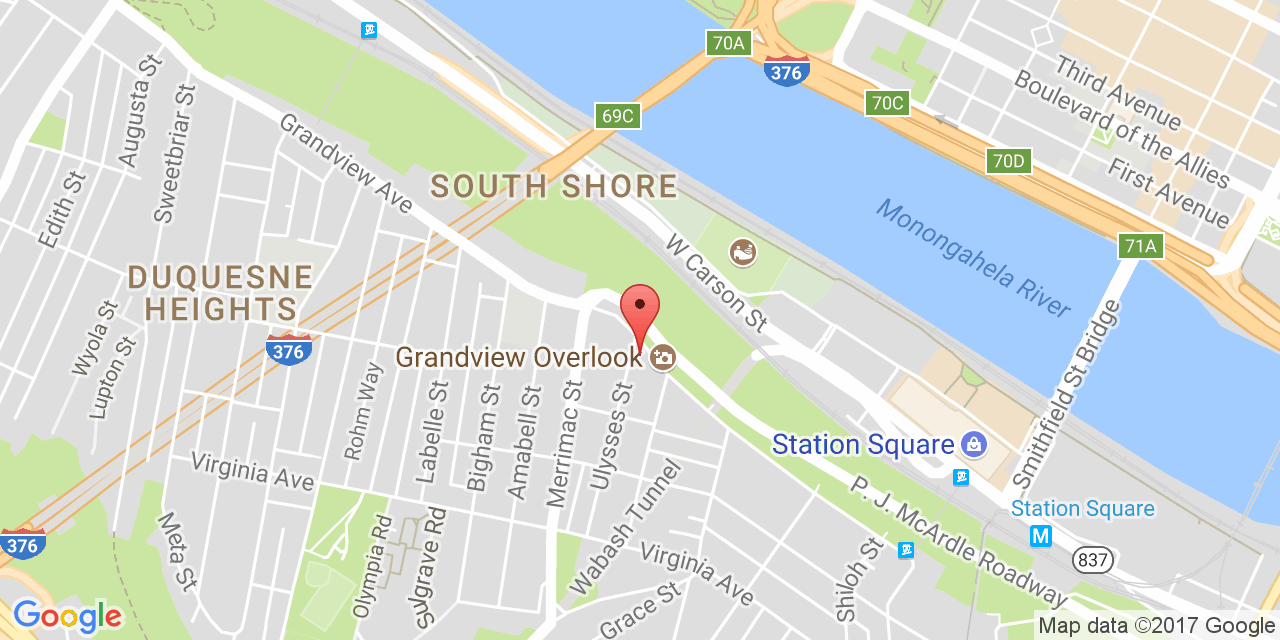 70A
376
70C
Third Avenue
Boulevard of the Allies
69C
70D
First Avenue
Augusta St
Sweetbriar St
Grandview Ave
SOUTH SHORE
Edith St
Monongahela River
71A
W Carson St
DUQUESNE
HEIGHTS
Wyola St
Lupton St
376
Grandview Overlook
Smithfield St Bridge
Rohm Way
Labelle St
Bigham St
Amabell St
Merrimac St
Ulysses St
Station Square
Virginia Ave
Wabash Tunnel
P. J. McArdle Roadway
Station Square
M
376
Meta St
Olympia Rd
Sulgrave Rd
Virginia Ave
Shiloh St
837
Grace St
Google
Map data ©2017 Google